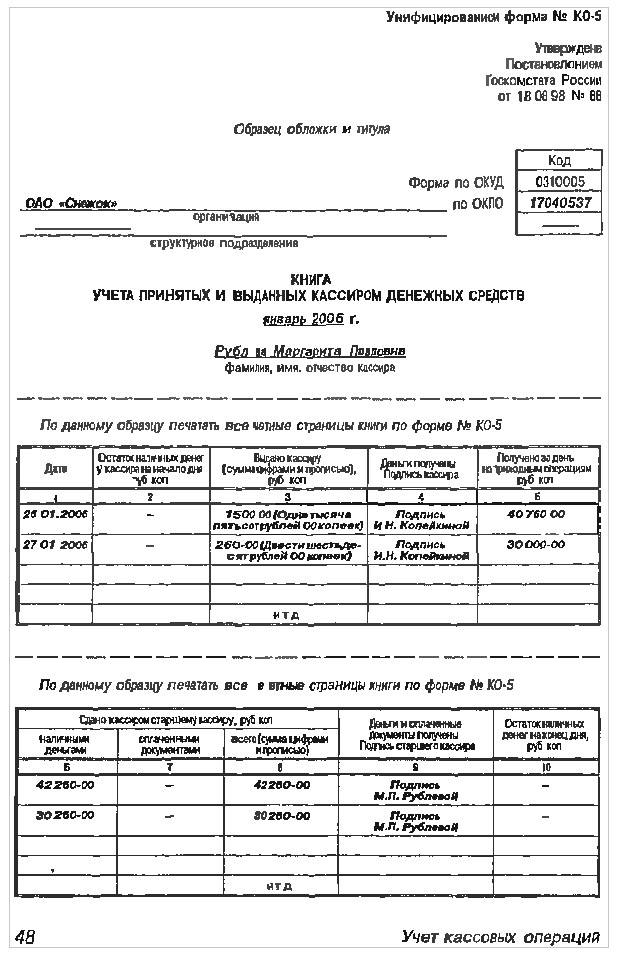 Унифицированная форма № КО-5
Утверждена
Постановлением
Госкомстата России
от 18 08 98 № 88
Образец обложки и титула
Код
Форма по ОКУД 0310005
ОАО «Снежок» по ОКПО 17040537
организация
структурное подразделение
КНИГА
УЧЕТА ПРИНЯТЫХ И ВЫДАННЫХ КАССИРОМ ДЕНЕЖНЫХ СРЕДСТВ
январь 2006 г.
Маргарита Павловна
фамилия, имя. отчество кассира
По данному образцу печатать все четные страницы книги по форме № КО-5
Дата
Остаток наличных денег
у кассира на начало дня
руб коп
Выдано кассиру
(сумма цифрами и прописью),
руб. коп
Деньги получены
Подпись кассира
Получено за день
по приходным операциям
руб коп
1 2 3 4 5
26 01.2006 – 1500 00 (Одна тысяча
пятьсот рублей 00 копеек)
Подпись
И Н. Копейкиной
40 760 00
27 01 2006 – 260-00 (Двести шестьде-
сят рублей 00 копеек)
Подпись
И.Н. Копейкиной
30 000-00
и т д
По данному образцу печатать все страницы книги по форме № КО-5
Сдано кассиром старшему кассиру, руб коп
наличными
деньгами
оплаченными
документами
всего (сумма цифрами
и прописью)
Деньги и оплаченные
документы получены
Подпись старшего кассира
Остаток наличных
денег на конец дня,
руб коп
6 7 8 9 10
42260-00 – 42260-00 Подпись
М.П. Рублевой
–
30260-00 – 30260-00 Подпись
М.П. Рублевой
–
и т д
48 Учет кассовых операций